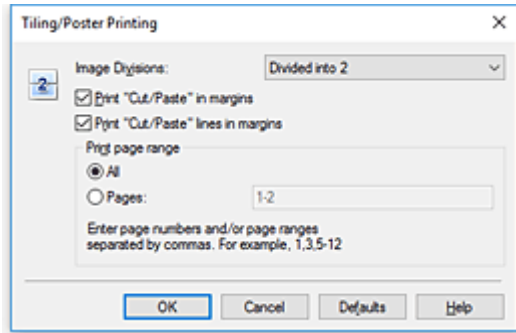 Tiling/Poster Printing
Image Divisions: Divided into 2
2
Print "Cut/Paste" in margins
Print "Cut/Paste" lines in margins
Print page range
All
Pages: 1-2
Enter page numbers and/or page ranges
separated by commas. For example, 1,3,5-12
OK Cancel Defaults Help